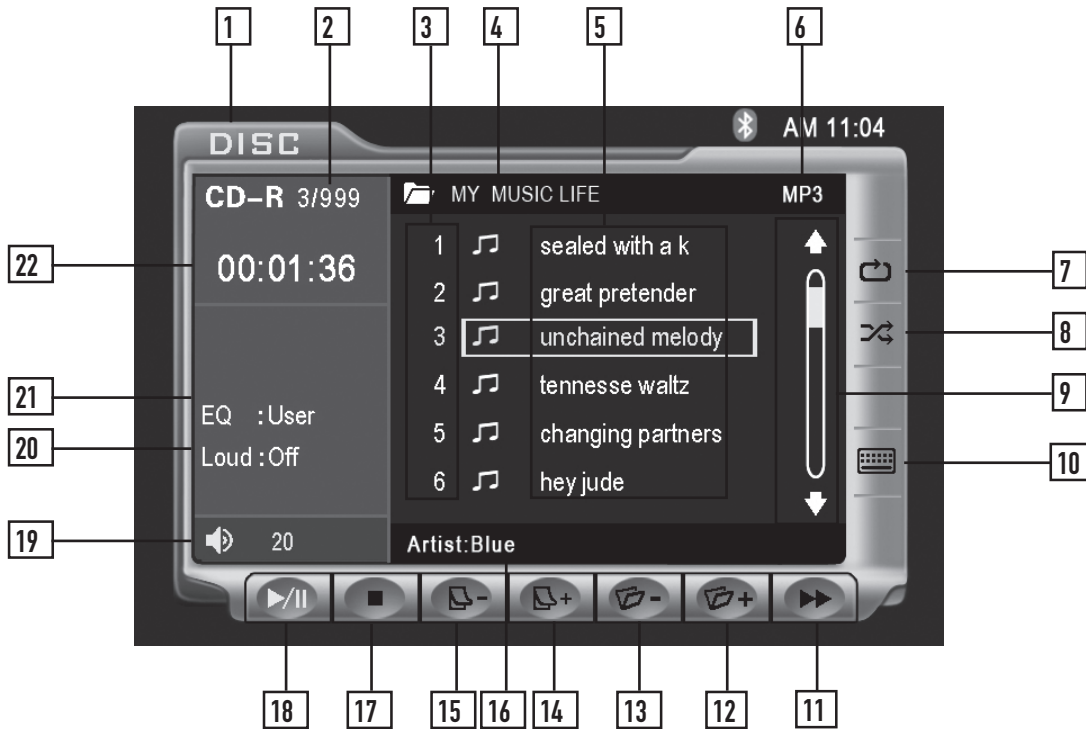 1 2 3 4 5 6
DISC AM 11:04
CD-R 3/999 MY MUSIC LIFE MP3
22 00:01:36
1 sealed with a k
2 great pretender
3 unchained melody
4 tennesse waltz
5 changing partners
6 hey jude
7
8
9
10
21 EQ :User
20 Loud :Off
19 20 Artist:Blue
- + - +
18 17 15 16 14 13 12 11